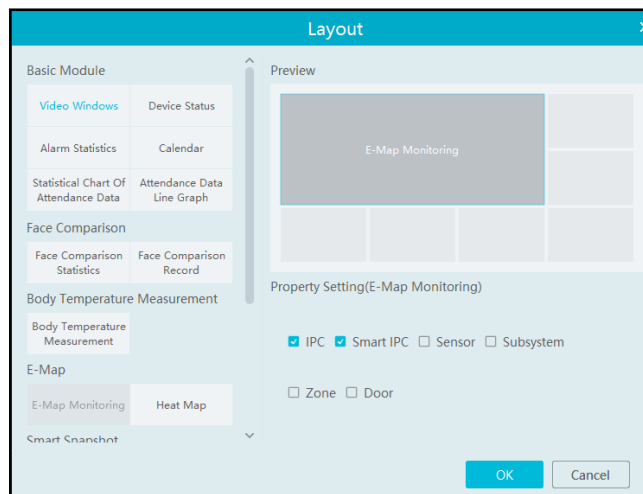 Layout
Basic Module
Video Windows
Device Status
Alarm Statistics
Calendar
Statistical Chart Of
Attendance Data
Attendance Data
Line Graph
Face Comparison
Face Comparison
Statistics
Face Comparison
Record
Body Temperature Measurement
Body Temperature
Measurement
E-Map
E-Map Monitoring
Heat Map
Smart Snapshot
Preview
E-Map Monitoring
Property Setting(E-Map Monitoring)
IPC Smart IPC Sensor Subsystem
Zone Door
OK
Cancel